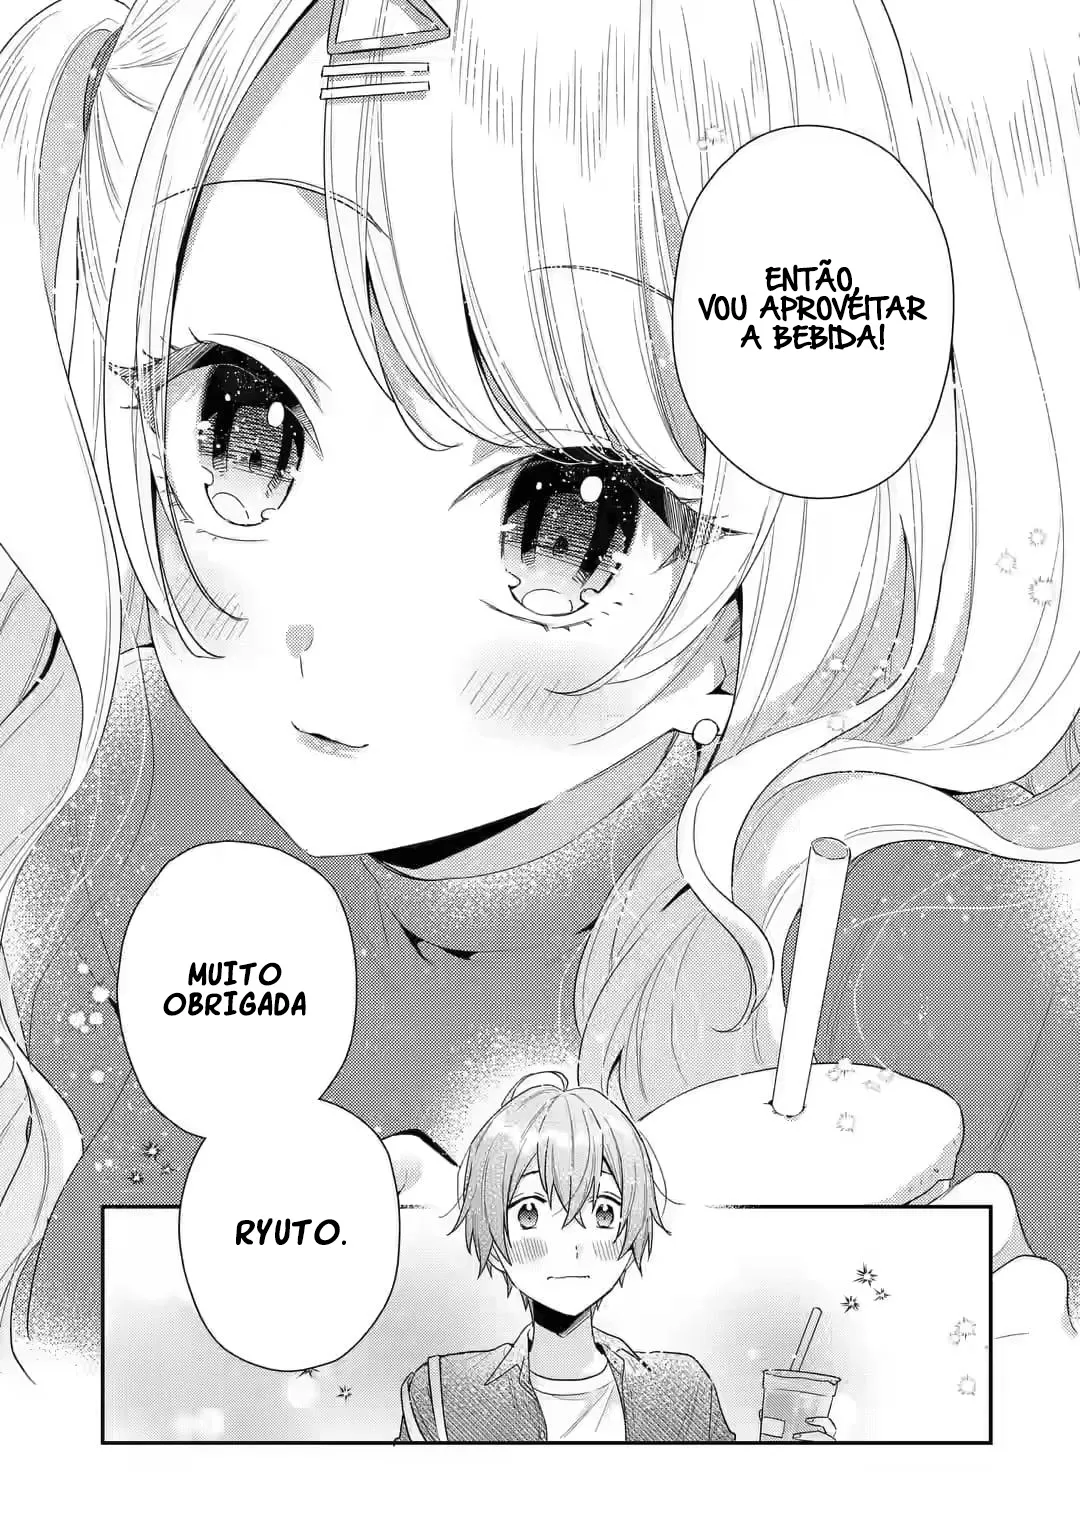 ENTÃO,
VOU APROVEITAR
A BEBIDA!
MUITO
OBRIGADA
RYUTO.